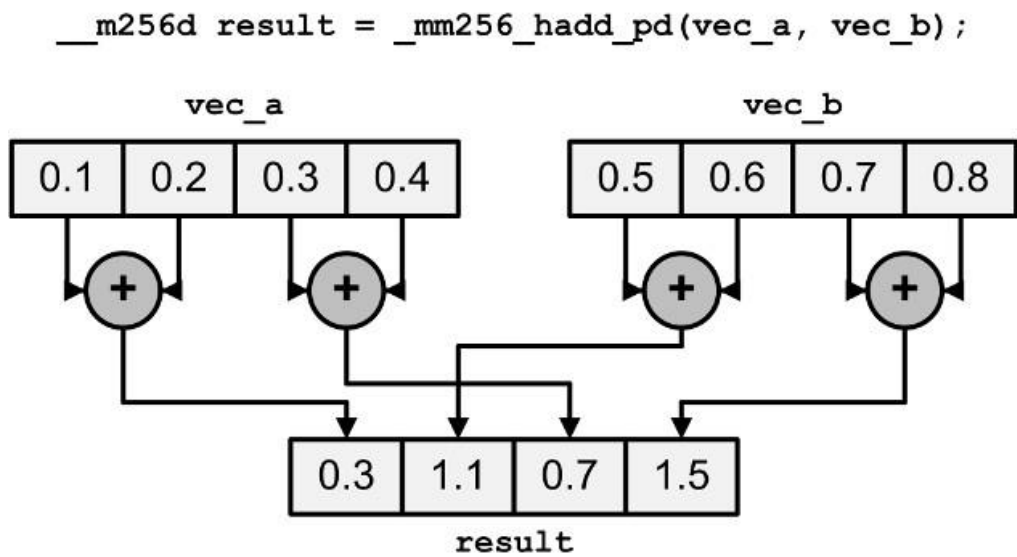 __m256d result = _mm256_hadd_pd(vec_a, vec_b);
vec_a vec_b
0.1 0.2 0.3 0.4 0.5 0.6 0.7 0.8
+ + + +
0.3 1.1 0.7 1.5
result